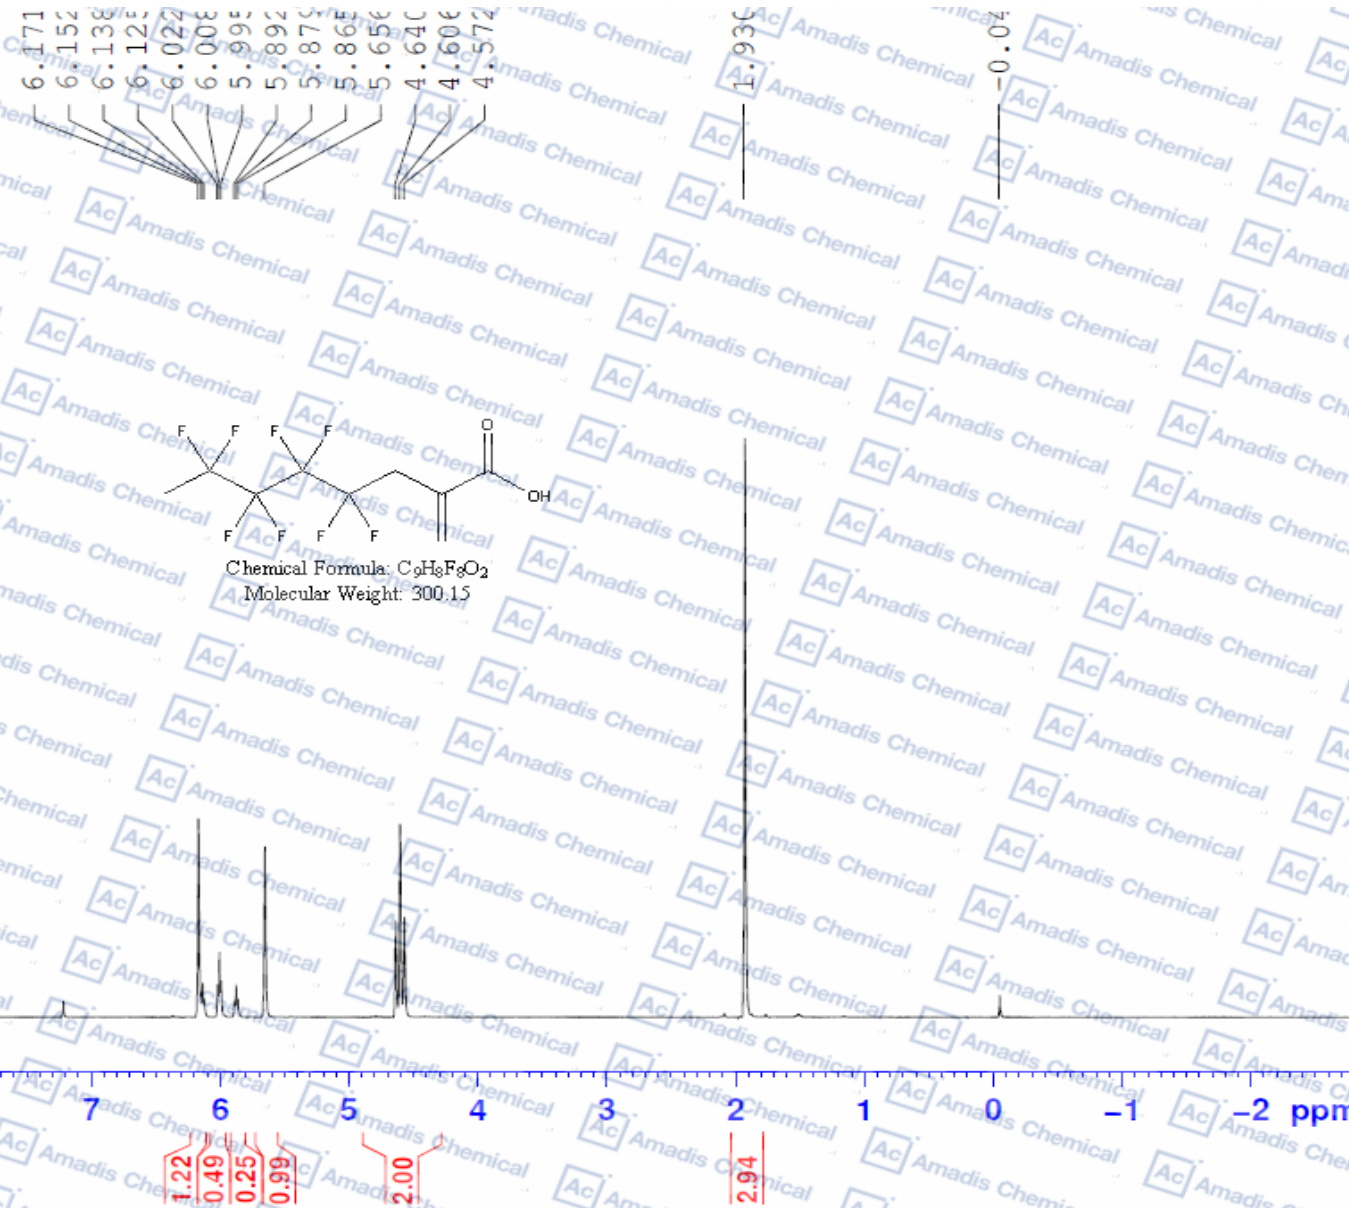 6.171
6.152
6.138
6.125
6.022
6.008
5.995
5.892
5.879
5.865
5.656
4.640
4.606
4.572
1.930
-0.04
F F F F O
OH
F F F F
Chemical Formula: C₉H₈F₈O₂
Molecular Weight: 300.15
7 6 5 4 3 2 1 0 -1 -2 ppm
1.22 0.49 0.25 0.99 2.00 2.94
Ac Amadis Chemical